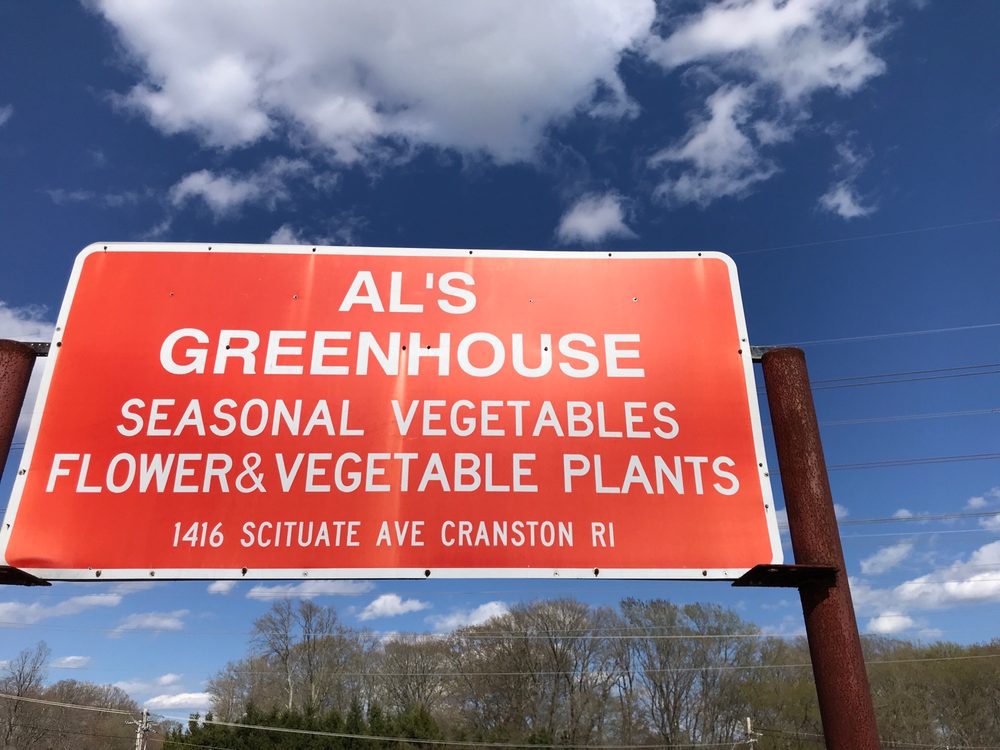 AL'S
GREENHOUSE
SEASONAL VEGETABLES
FLOWER&VEGETABLE PLANTS
1416 SCITUATE AVE CRANSTON RI